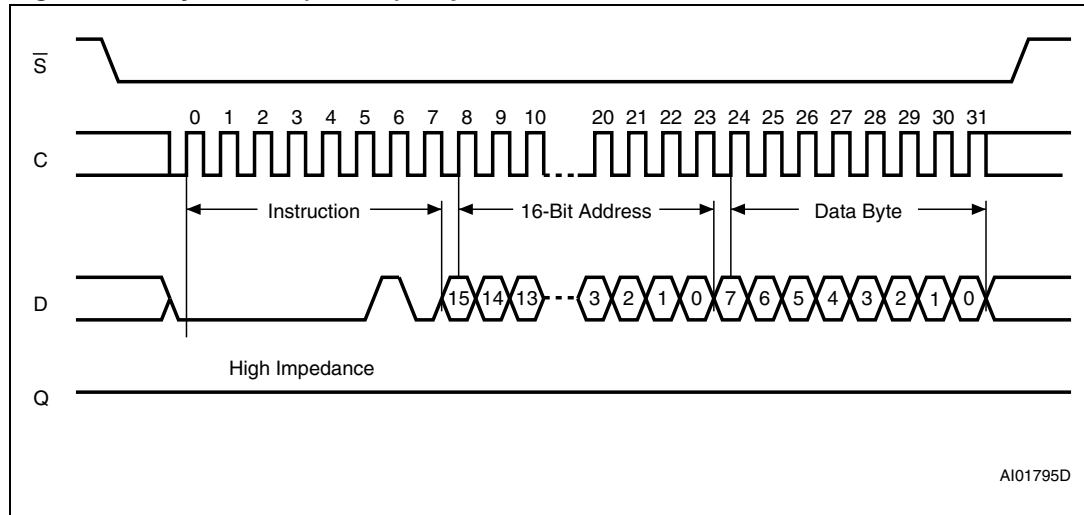 S
0 1 2 3 4 5 6 7 8 9 10 20 21 22 23 24 25 26 27 28 29 30 31
C
Instruction 16-Bit Address Data Byte
D
15 14 13 3 2 1 0 7 6 5 4 3 2 1 0
High Impedance
Q
AI01795D